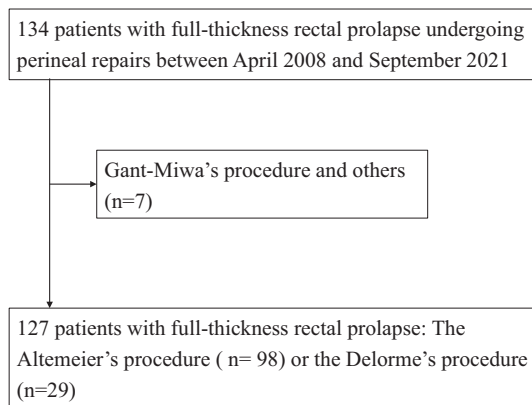 134 patients with full-thickness rectal prolapse undergoing
perineal repairs between April 2008 and September 2021
Gant-Miwa’s procedure and others
(n=7)
127 patients with full-thickness rectal prolapse: The
Altemeier’s procedure ( n= 98) or the Delorme’s procedure
(n=29)